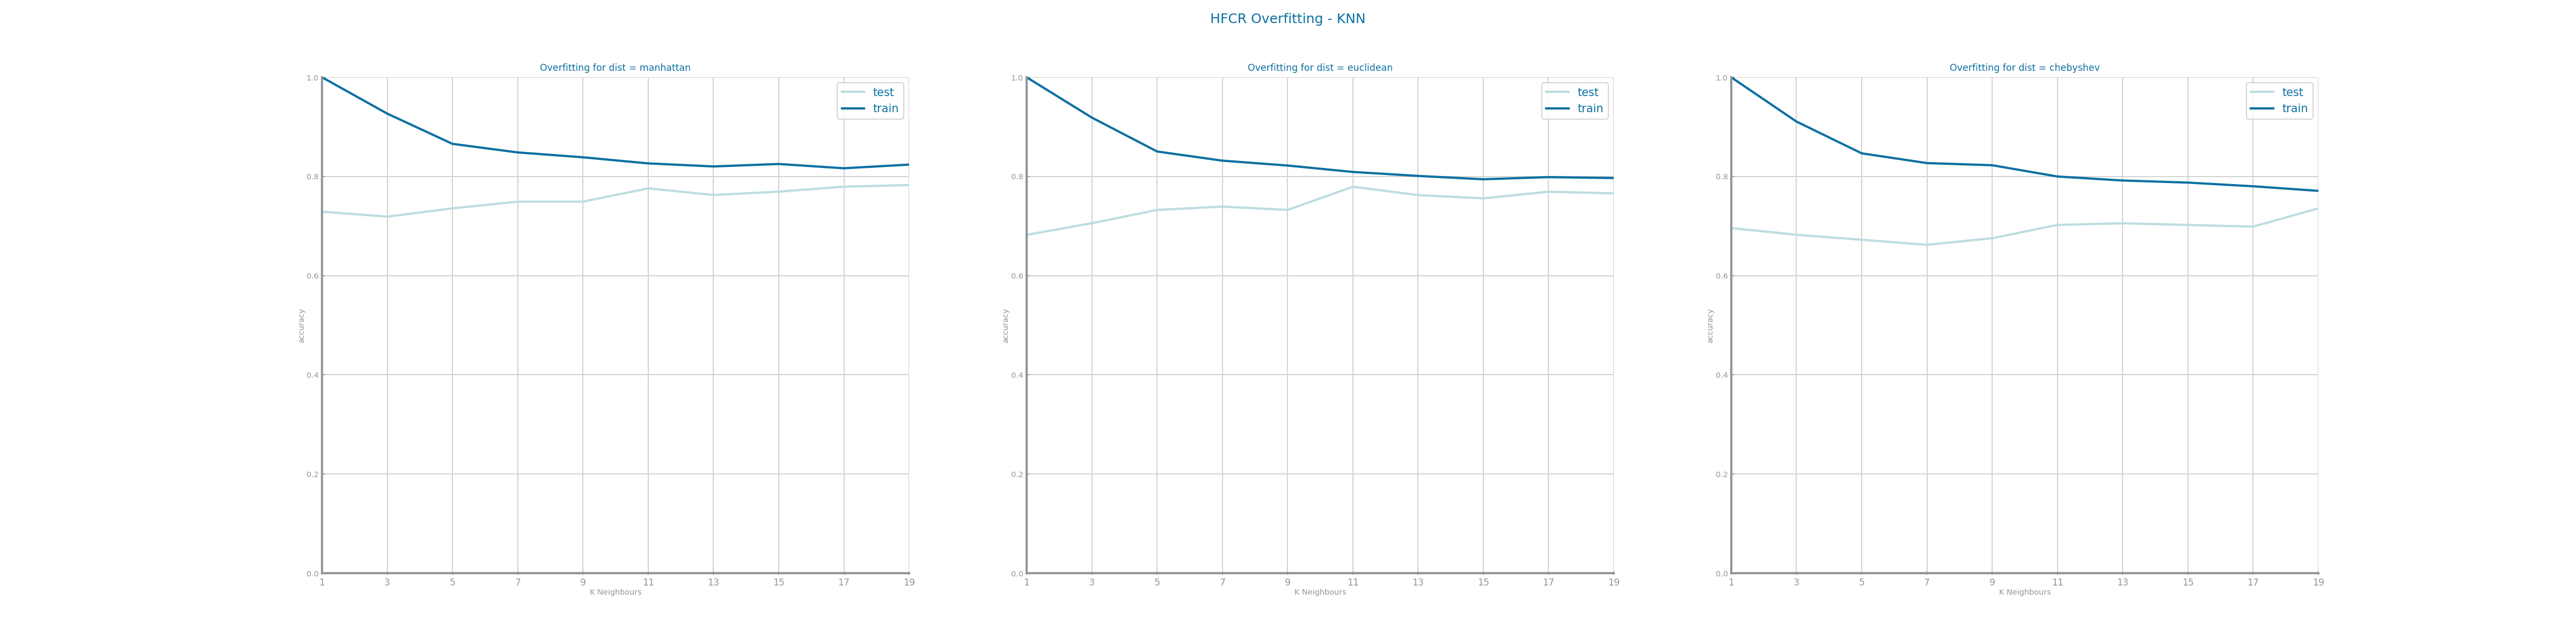 HFCR Overfitting - KNN
Overfitting for dist = manhattan
1.0
0.8
0.6
0.4
0.2
0.0
accuracy
test
train
1 3 5 7 9 11 13 15 17 19
K Neighbours
Overfitting for dist = euclidean
1.0
0.8
0.6
0.4
0.2
0.0
accuracy
test
train
1 3 5 7 9 11 13 15 17 19
K Neighbours
Overfitting for dist = chebyshev
1.0
0.8
0.6
0.4
0.2
0.0
accuracy
test
train
1 3 5 7 9 11 13 15 17 19
K Neighbours